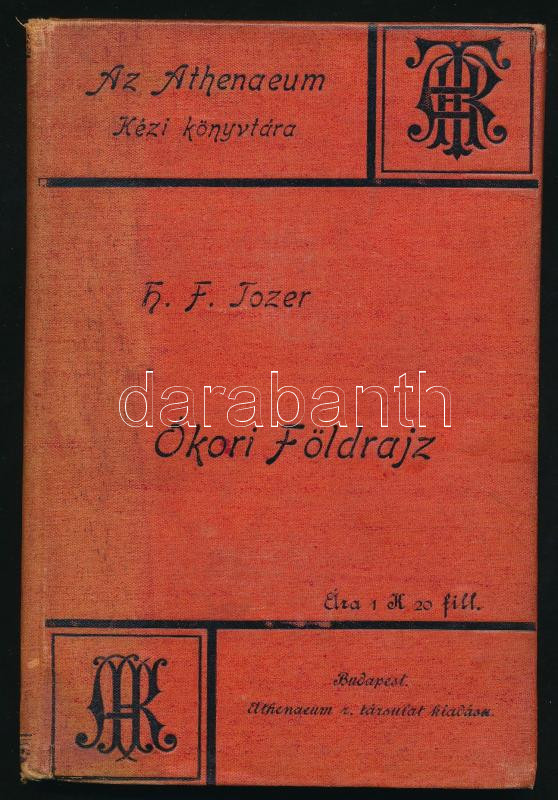 Az Athenaeum
Kézi könyvtára
H. F. Tozer
darabanth
Ókori Földrajz
Ára 1 K 20 fill.
Budapest.
Athenaeum r. társulat kiadása.